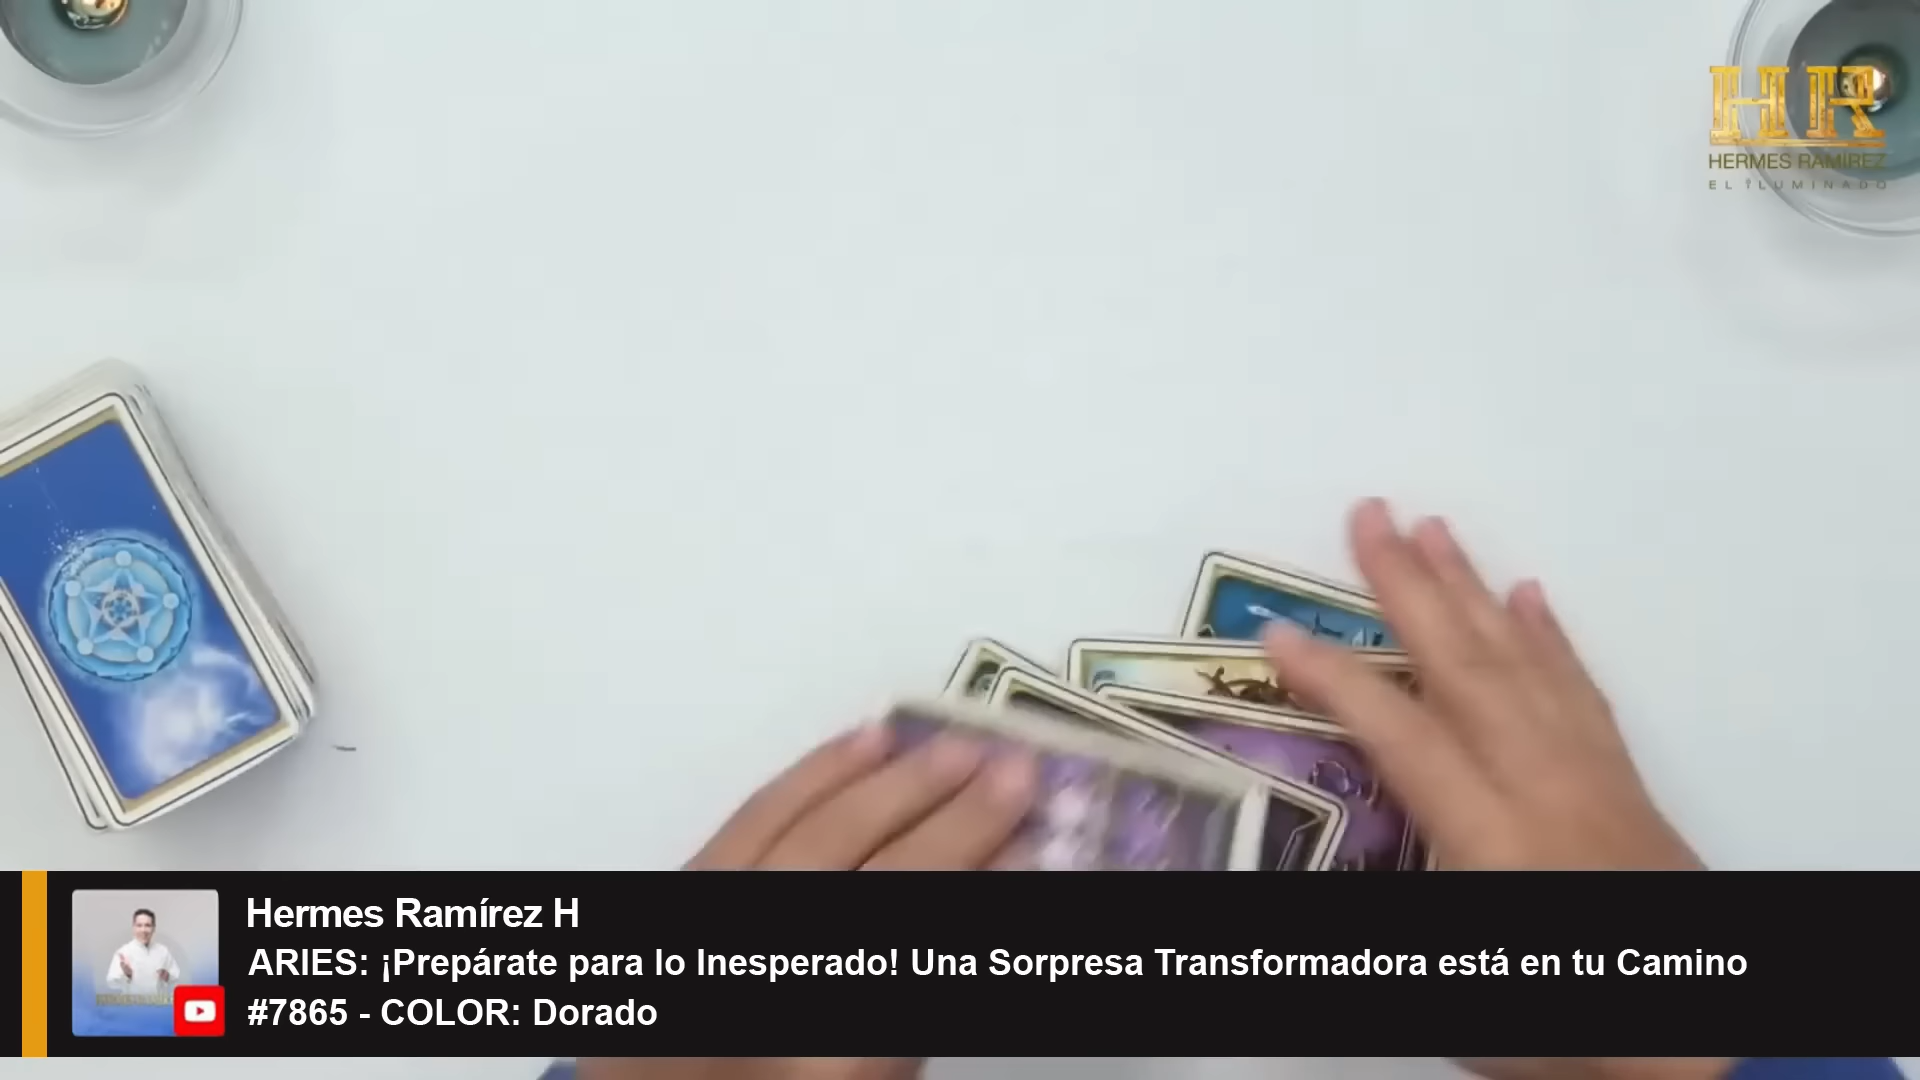 HR
HERMES RAMÍREZ
EL ILUMINADO
Hermes Ramírez H
ARIES: ¡Prepárate para lo Inesperado! Una Sorpresa Transformadora está en tu Camino
#7865 - COLOR: Dorado